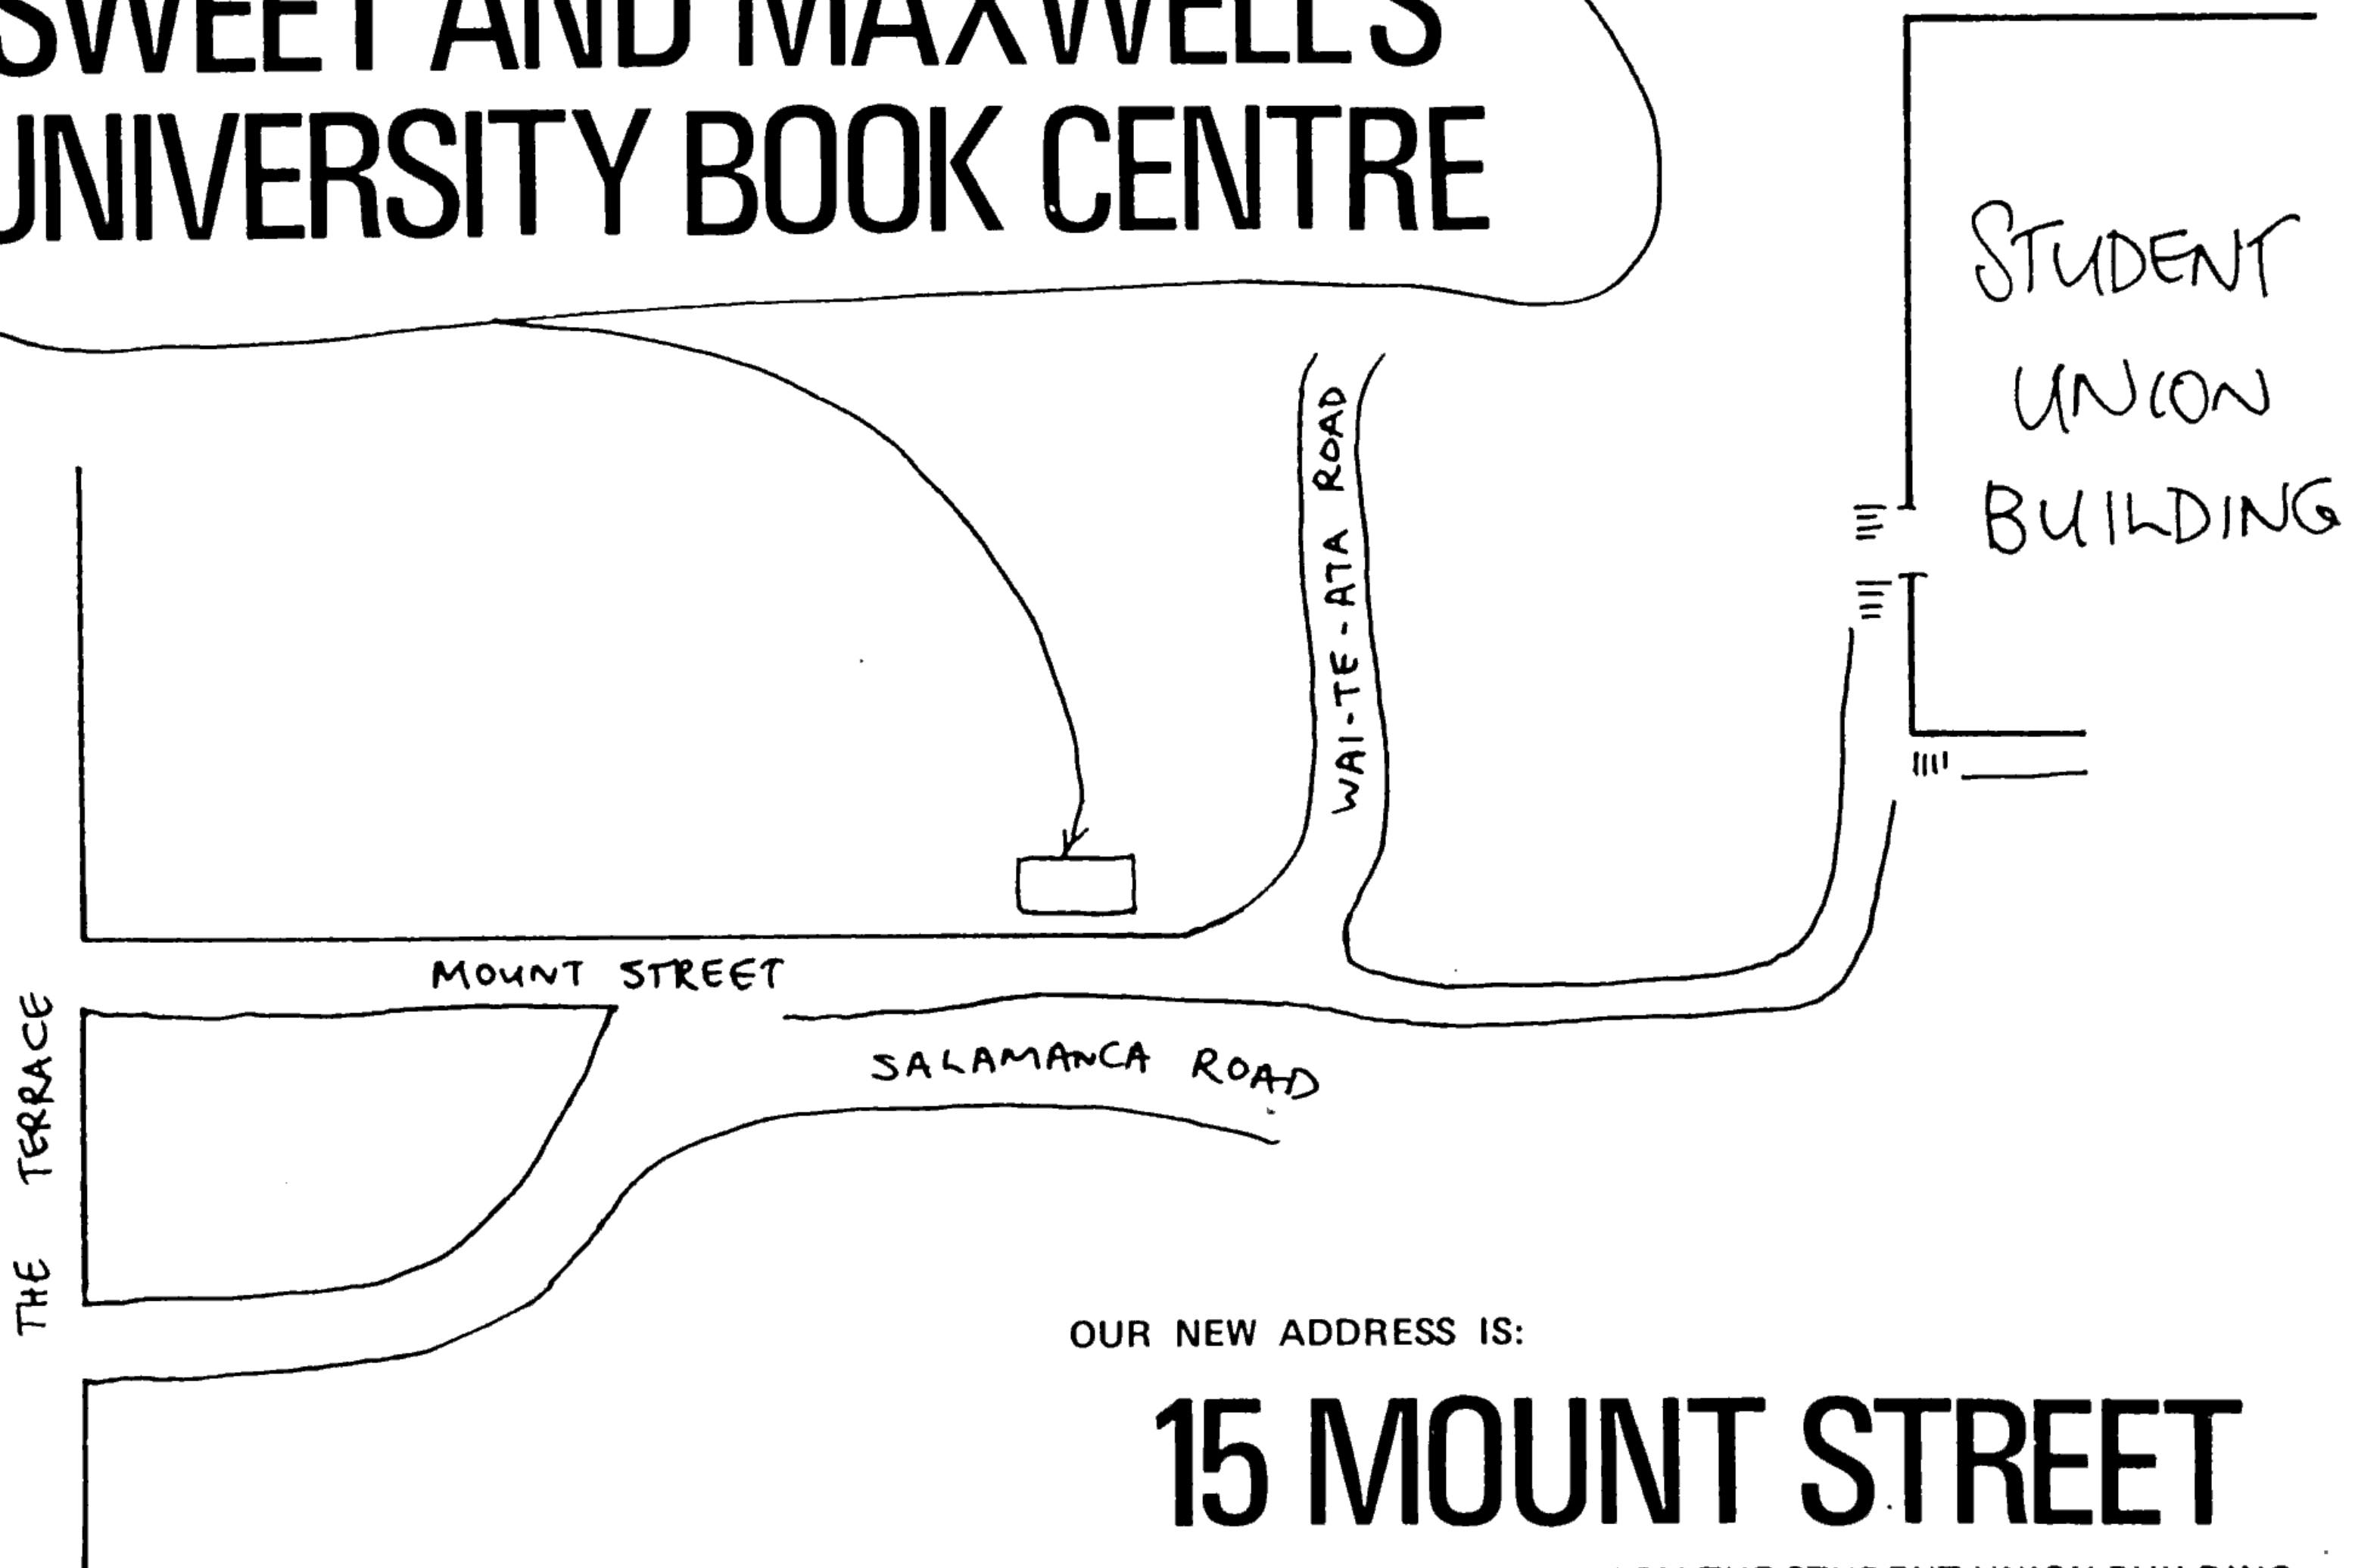 SWEET AND MAXWELL'S
UNIVERSITY BOOK CENTRE
STUDENT
UNION
BUILDING
WAI-TE-ATA ROAD
MOUNT STREET
THE TERRACE
SALAMANCA ROAD
OUR NEW ADDRESS IS:
15 MOUNT STREET